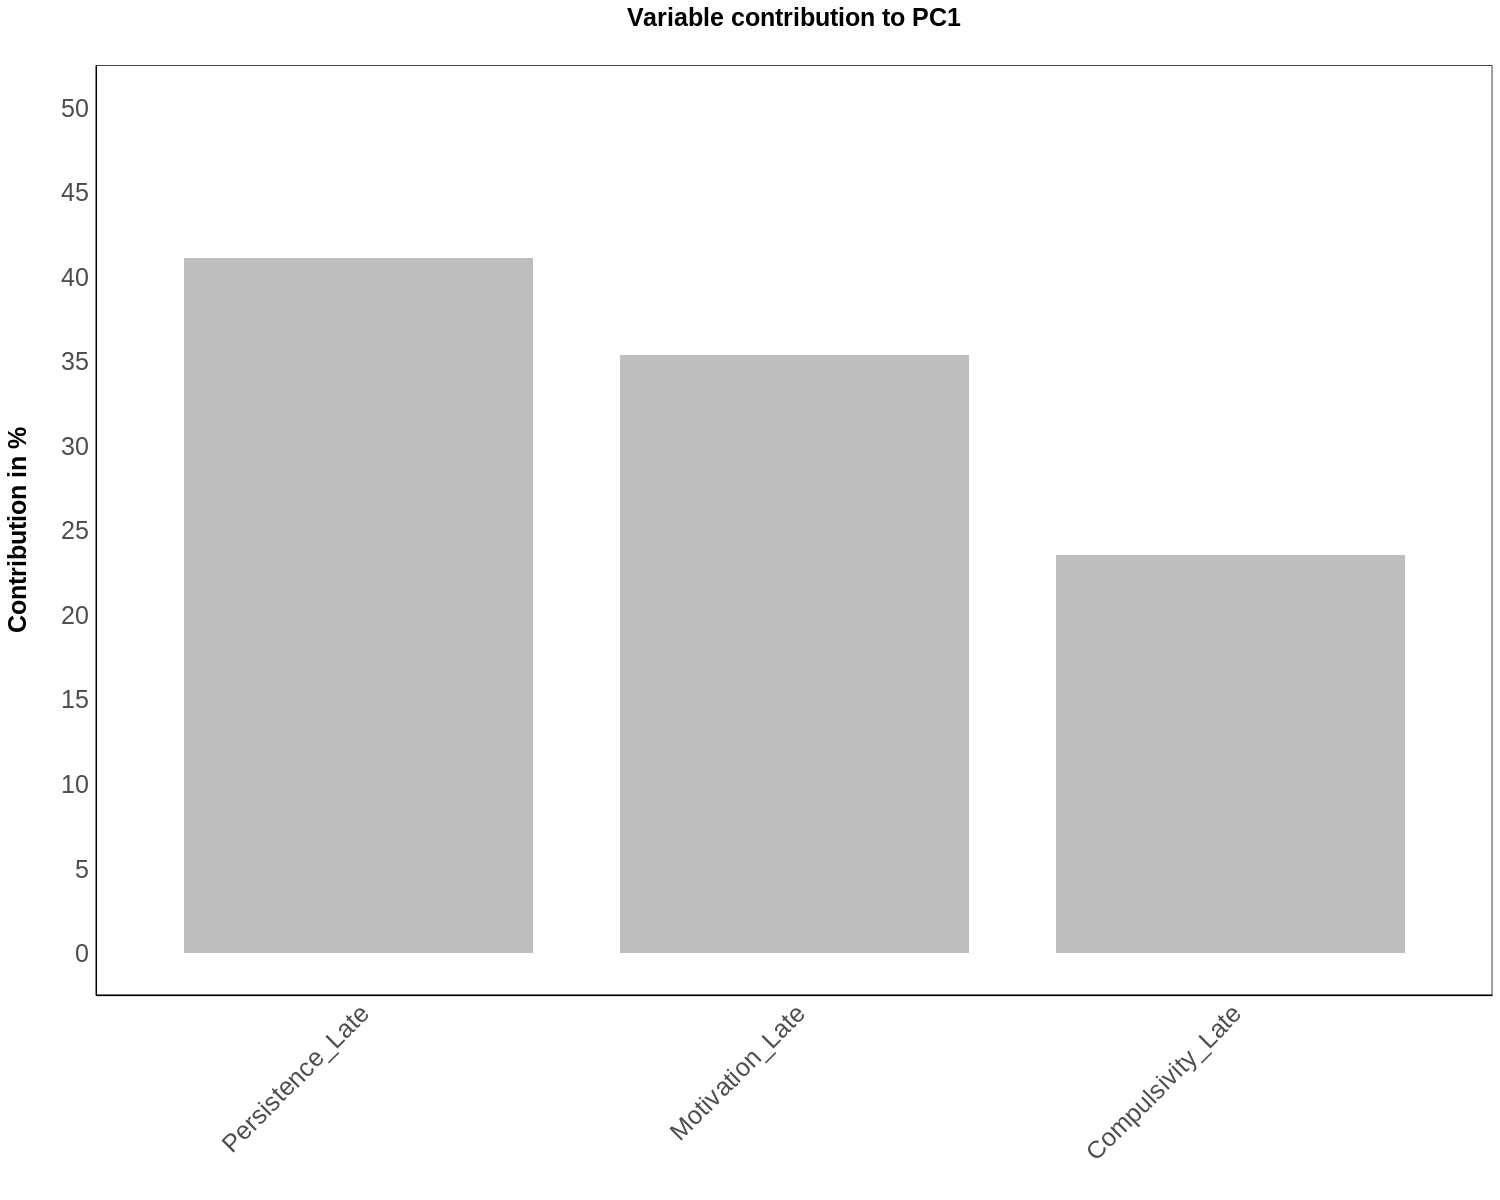 Variable contribution to PC1
Contribution in %
50
45
40
35
30
25
20
15
10
5
0
Persistence_Late
Motivation_Late
Compulsivity_Late